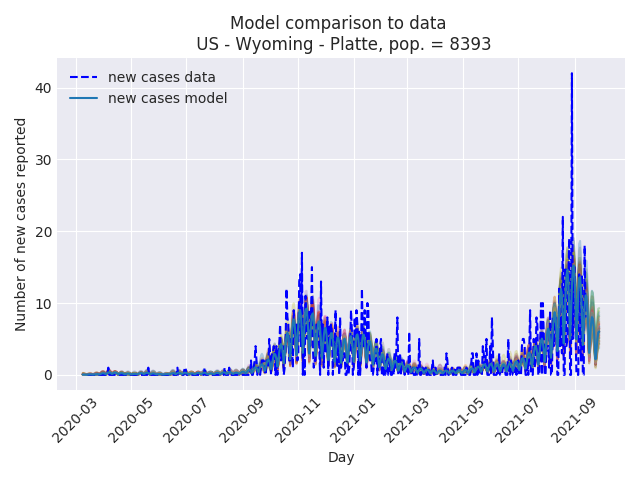 Model comparison to data
US - Wyoming - Platte, pop. = 8393
new cases data
new cases model
Number of new cases reported
40
30
20
10
0
2020-03
2020-05
2020-07
2020-09
2020-11
2021-01
2021-03
2021-05
2021-07
2021-09
Day